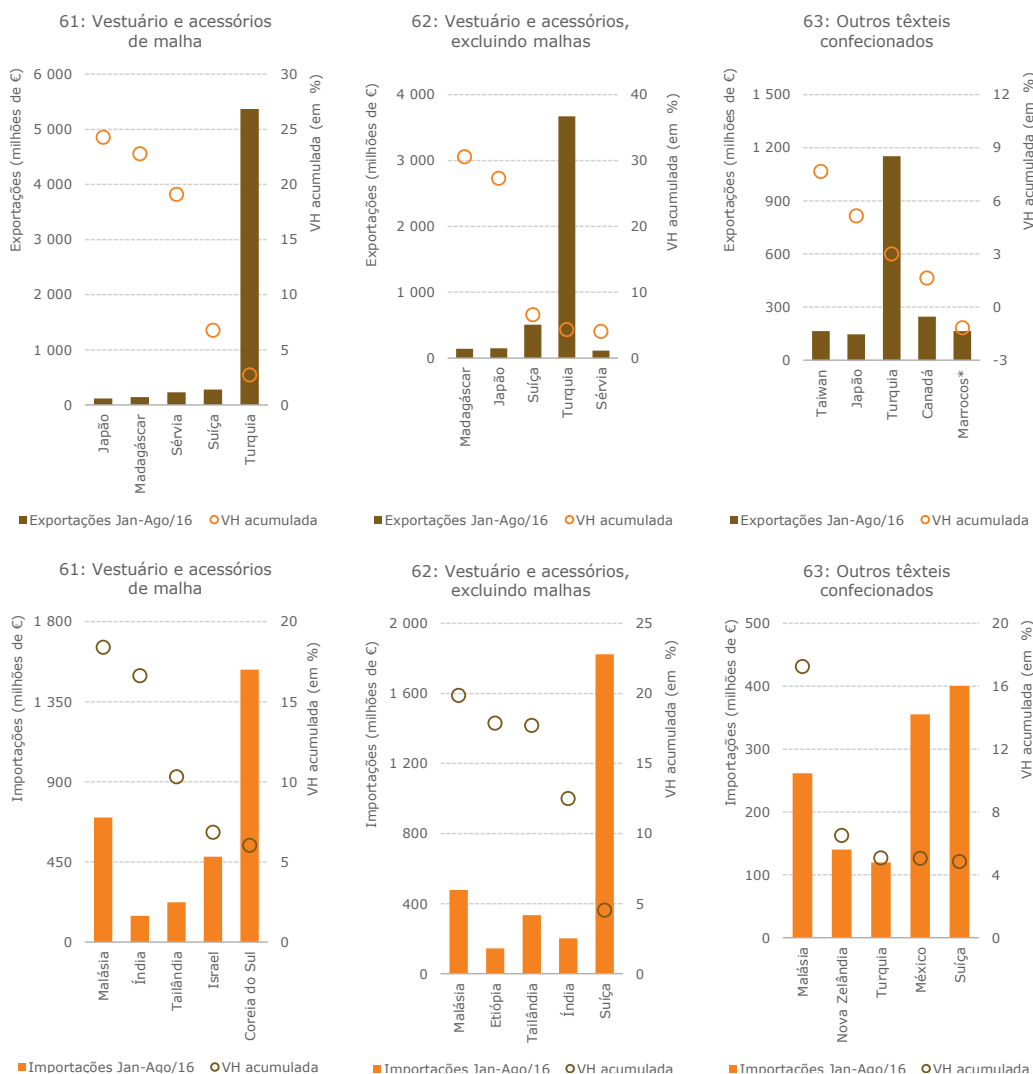 61: Vestuário e acessórios
de malha
Exportações (milhões de €)
6 000
5 000
4 000
3 000
2 000
1 000
0
30
25
20
15
10
5
0
VH acumulada (em %)
Japão
Madagáscar
Sérvia
Suíça
Turquia
Exportações Jan-Ago/16 VH acumulada
62: Vestuário e acessórios,
excluindo malhas
Exportações (milhões de €)
4 000
3 000
2 000
1 000
0
40
30
20
10
0
VH acumulada (em %)
Madagáscar
Japão
Suíça
Turquia
Sérvia
Exportações Jan-Ago/16 VH acumulada
63: Outros têxteis
confecionados
Exportações (milhões de €)
1 500
1 200
900
600
300
0
12
9
6
3
0
-3
VH acumulada (em %)
Taiwan
Japão
Turquia
Canadá
Marrocos*
Exportações Jan-Ago/16 VH acumulada
61: Vestuário e acessórios
de malha
Importações (milhões de €)
1 800
1 350
900
450
0
20
15
10
5
0
VH acumulada (em %)
Malásia
Índia
Tailândia
Israel
Coreia do Sul
Importações Jan-Ago/16 VH acumulada
62: Vestuário e acessórios,
excluindo malhas
Importações (milhões de €)
2 000
1 600
1 200
800
400
0
25
20
15
10
5
0
VH acumulada (em %)
Malásia
Etiópia
Tailândia
Índia
Suíça
Importações Jan-Ago/16 VH acumulada
63: Outros têxteis
confecionados
Importações (milhões de €)
500
400
300
200
100
0
20
16
12
8
4
0
VH acumulada (em %)
Malásia
Nova Zelândia
Turquia
México
Suíça
Importações Jan-Ago/16 VH acumulada